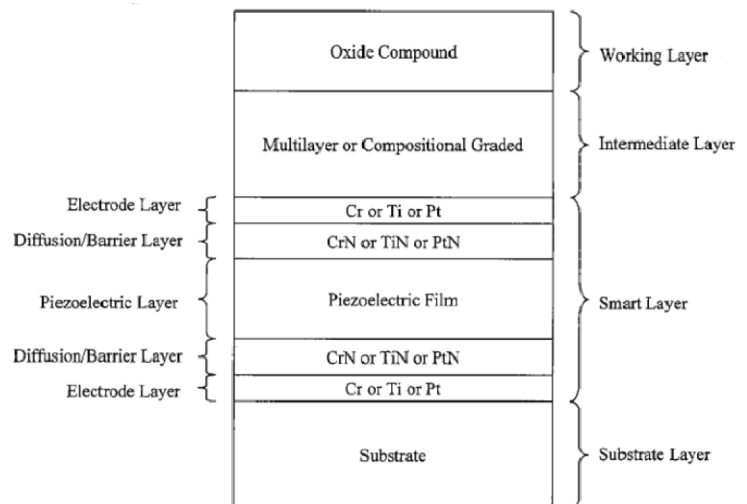 Oxide Compound
Working Layer
Multilayer or Compositional Graded
Intermediate Layer
Electrode Layer
Cr or Ti or Pt
Diffusion/Barrier Layer
CrN or TiN or PtN
Piezoelectric Layer
Piezoelectric Film
Smart Layer
Diffusion/Barrier Layer
CrN or TiN or PtN
Electrode Layer
Cr or Ti or Pt
Substrate
Substrate Layer